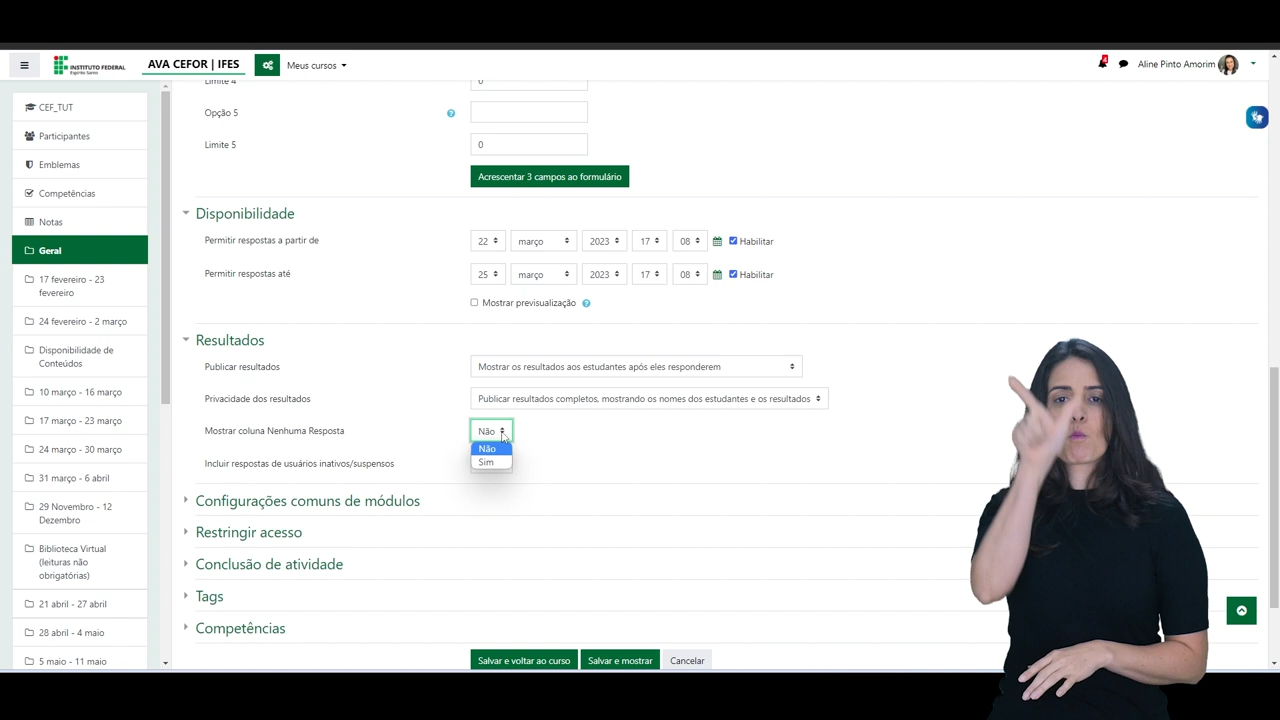 INSTITUTO FEDERAL
Espírito Santo
AVA CEFOR | IFES
Meus cursos
Aline Pinto Amorim
CEF_TUT
Participantes
Emblemas
Competências
Notas
Geral
17 fevereiro - 23
fevereiro
24 fevereiro - 2 março
Disponibilidade de
Conteúdos
10 março - 16 março
17 março - 23 março
24 março - 30 março
31 março - 6 abril
29 Novembro - 12
Dezembro
Biblioteca Virtual
(leituras não
obrigatórias)
21 abril - 27 abril
28 abril - 4 maio
5 maio - 11 maio
Limite 4
0
Opção 5
Limite 5
0
Acrescentar 3 campos ao formulário
Disponibilidade
Permitir respostas a partir de
22 março 2023 17 08 Habilitar
Permitir respostas até
25 março 2023 17 08 Habilitar
Mostrar previsualização
Resultados
Publicar resultados
Mostrar os resultados aos estudantes após eles responderem
Privacidade dos resultados
Publicar resultados completos, mostrando os nomes dos estudantes e os resultados
Mostrar coluna Nenhuma Resposta
Não
Não
Sim
Incluir respostas de usuários inativos/suspensos
Configurações comuns de módulos
Restringir acesso
Conclusão de atividade
Tags
Competências
Salvar e voltar ao curso
Salvar e mostrar
Cancelar